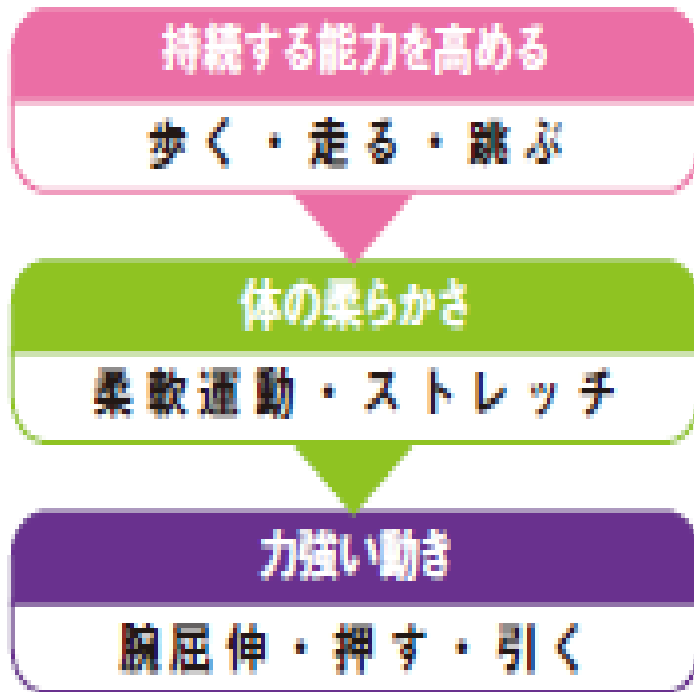 持続する能力を高める
歩く・走る・跳ぶ
体の柔らかさ
柔軟運動・ストレッチ
力強い動き
腕屈伸・押す・引く